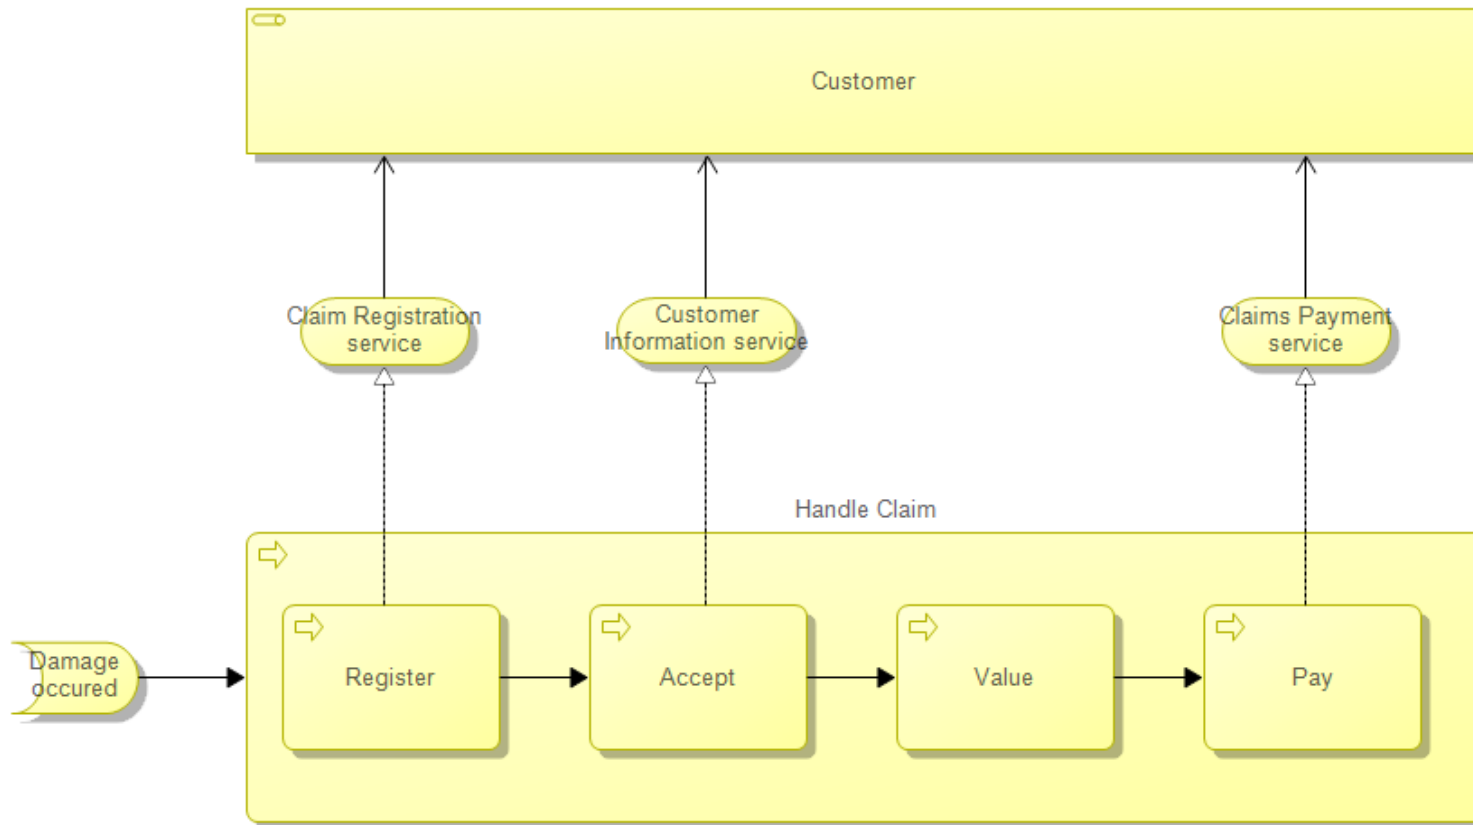 Customer
Claim Registration
service
Customer
Information service
Claims Payment
service
Handle Claim
Damage
occured
Register
Accept
Value
Pay